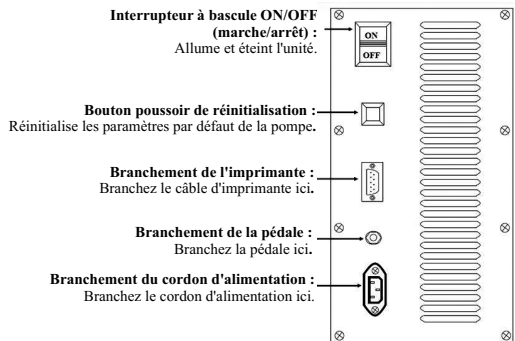 Interrupteur à bascule ON/OFF
(marche/arrêt) :
Allume et éteint l'unité.
ON
OFF
Bouton poussoir de réinitialisation :
Réinitialise les paramètres par défaut de la pompe.
Branchement de l'imprimante :
Branchez le câble d'imprimante ici.
Branchement de la pédale :
Branchez la pédale ici.
Branchement du cordon d'alimentation :
Branchez le cordon d'alimentation ici.